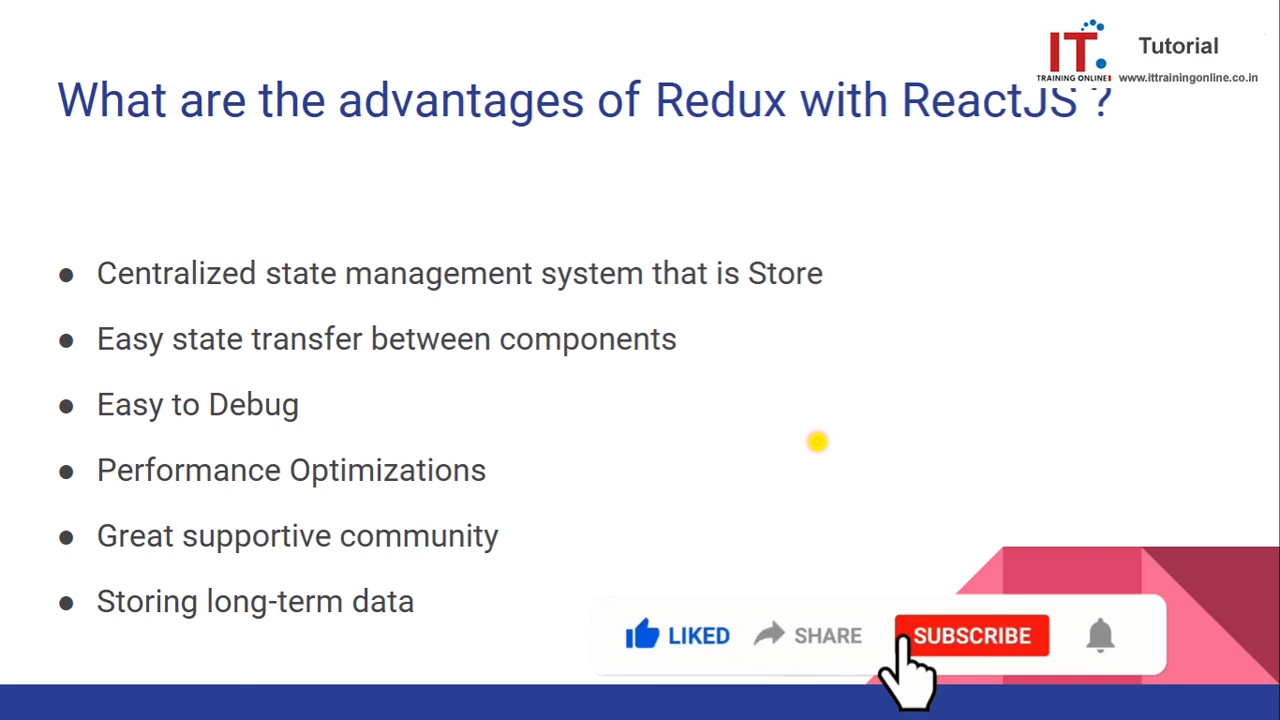 IT.
TRAINING ONLINE
Tutorial
www.ittrainingonline.co.in
What are the advantages of Redux with ReactJS ?
● Centralized state management system that is Store
● Easy state transfer between components
● Easy to Debug
● Performance Optimizations
● Great supportive community
● Storing long-term data
LIKED SHARE SUBSCRIBE